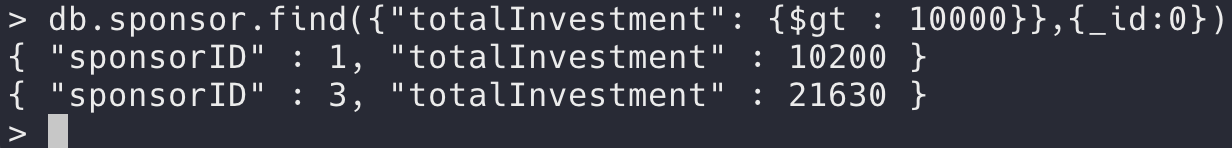 > db.sponsor.find({"totalInvestment": {$gt : 10000}},{_id:0})
{ "sponsorID" : 1, "totalInvestment" : 10200 }
{ "sponsorID" : 3, "totalInvestment" : 21630 }
>